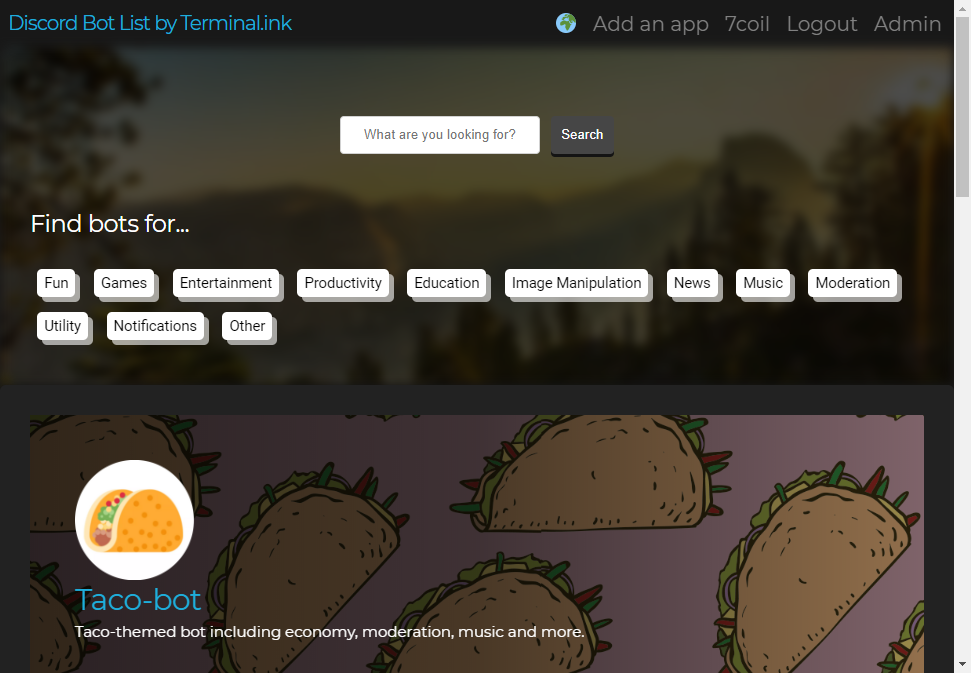 Discord Bot List by Terminal.ink
Add an app 7coil Logout Admin
What are you looking for? Search
Find bots for...
Fun Games Entertainment Productivity Education Image Manipulation News Music Moderation
Utility Notifications Other
Taco-bot
Taco-themed bot including economy, moderation, music and more.